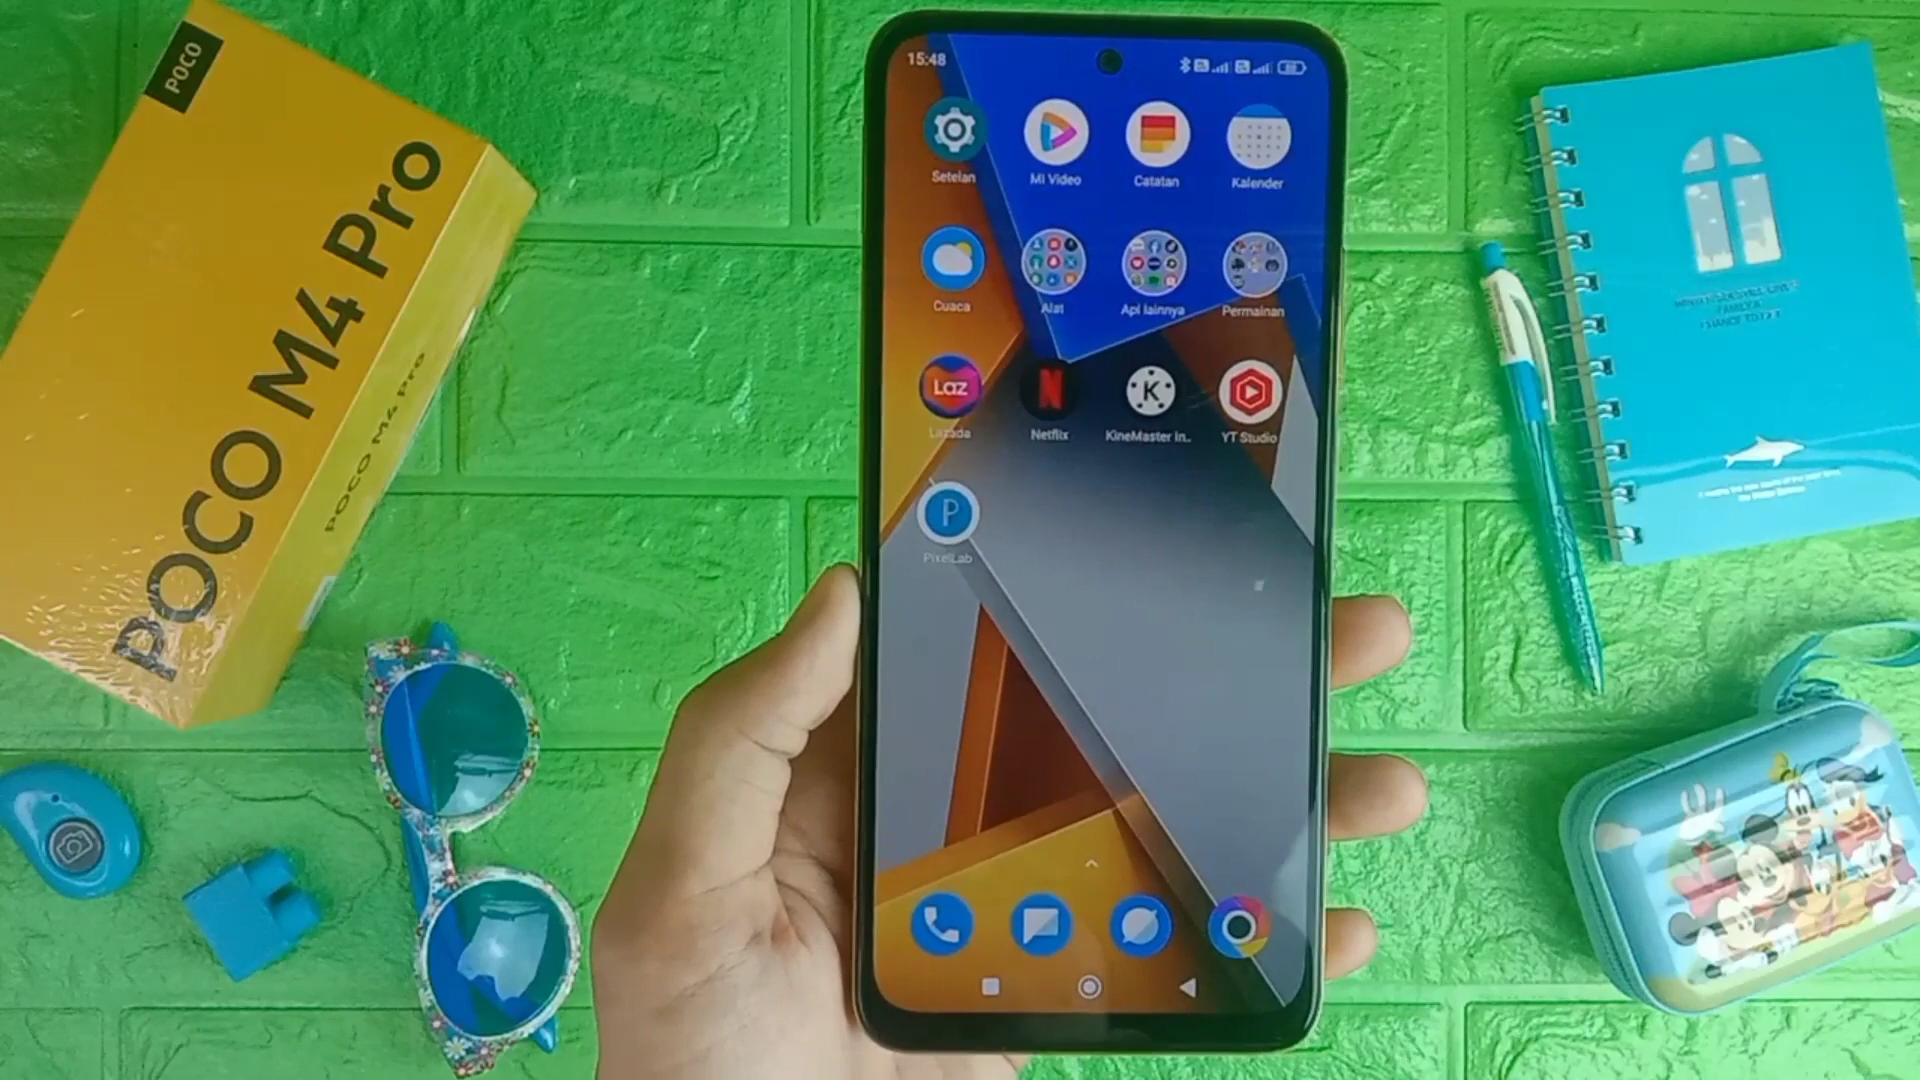 POCO
POCO M4 Pro
POCO M4 Pro
15:48
Setelan
Mi Video
Catatan
Kalender
Cuaca
Alat
Api lainnya
Permainan
Laz
Lazada
N
Netflix
K
KineMaster in..
YT Studio
P
PixelLab